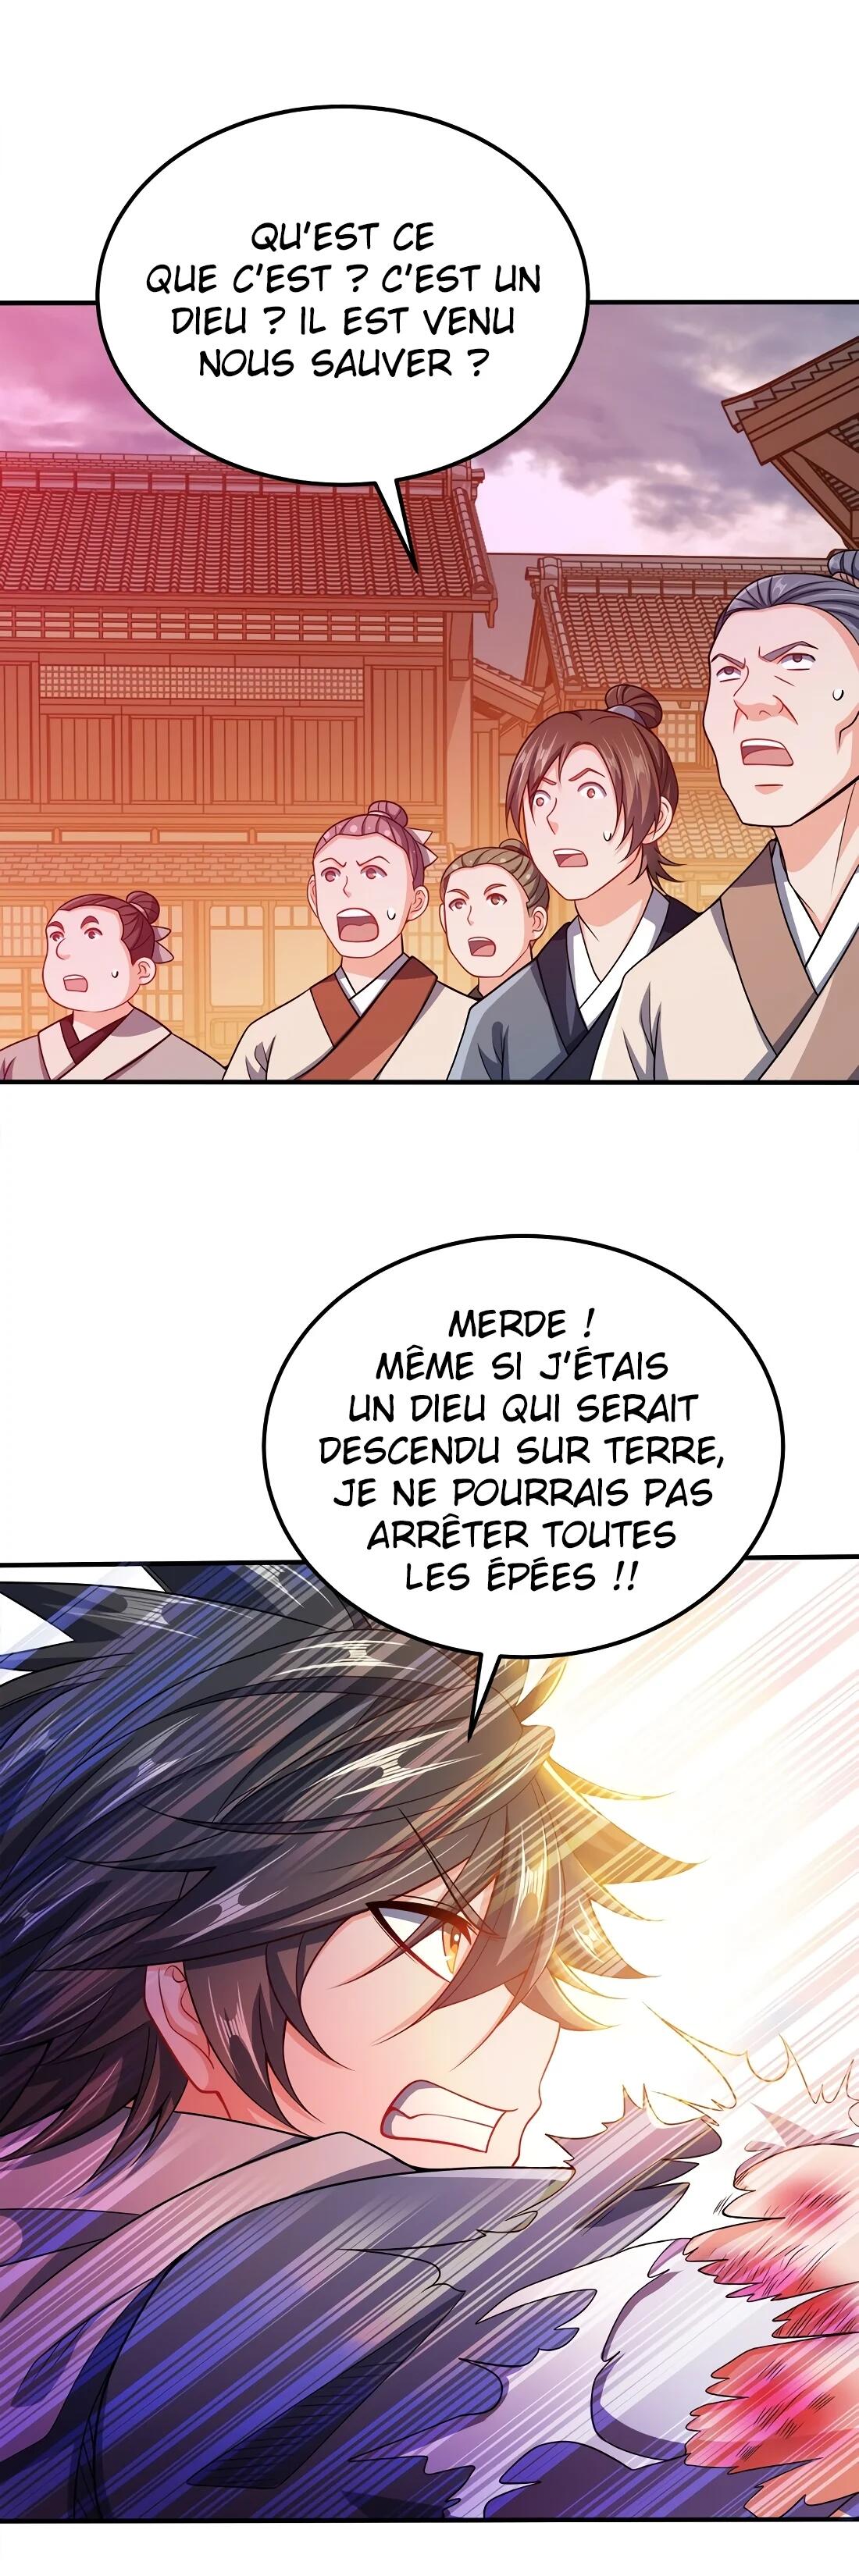 QU'EST CE
QUE C'EST ? C'EST UN
DIEU ? IL EST VENU
NOUS SAUVER ?
MERDE !
MÊME SI J'ÉTAIS
UN DIEU QUI SERAIT
DESCENDU SUR TERRE,
JE NE POURRAIS PAS
ARRÊTER TOUTES
LES ÉPÉES !!